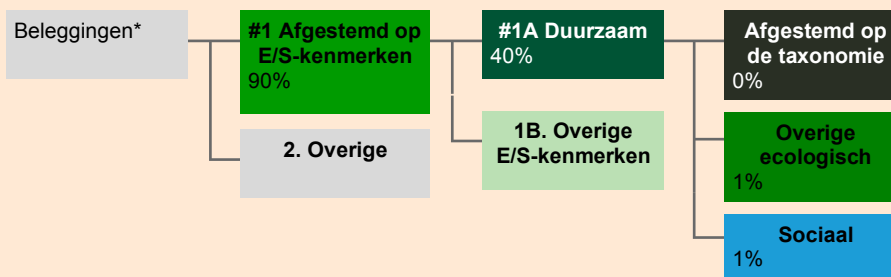 Beleggingen*
#1 Afgestemd op
E/S-kenmerken
90%
2. Overige
#1A Duurzaam
40%
1B. Overige
E/S-kenmerken
Afgestemd op
de taxonomie
0%
Overige
ecologisch
1%
Sociaal
1%